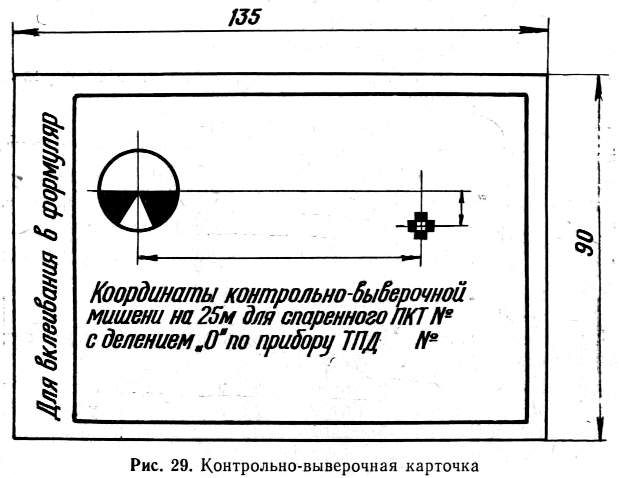 135
Для вклеивания в формуляр
90
Координаты контрольно-выверочной
мишени на 25м для спаренного ПКТ №
с делением „О" по прибору ТПД №
Рис. 29. Контрольно-выверочная карточка